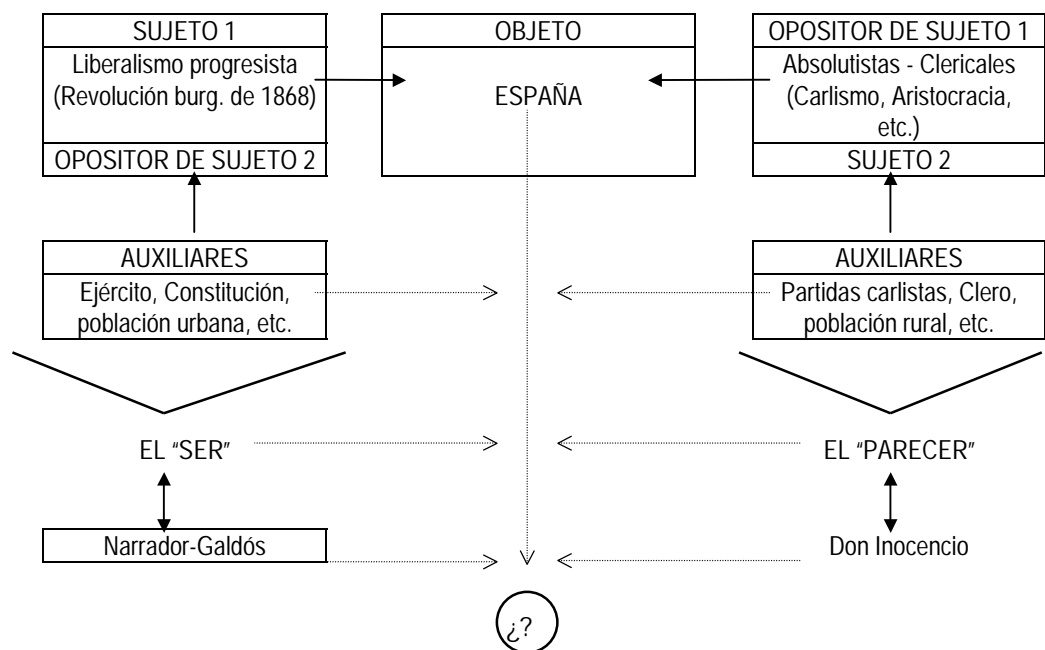 SUJETO 1
Liberalismo progresista
(Revolución burg. de 1868)
OPOSITOR DE SUJETO 2
OBJETO
ESPAÑA
OPOSITOR DE SUJETO 1
Absolutistas - Clericales
(Carlismo, Aristocracia,
etc.)
SUJETO 2
AUXILIARES
Ejército, Constitución,
población urbana, etc.
AUXILIARES
Partidas carlistas, Clero,
población rural, etc.
EL “SER”
EL “PARECER”
Narrador-Galdós
Don Inocencio
¿?